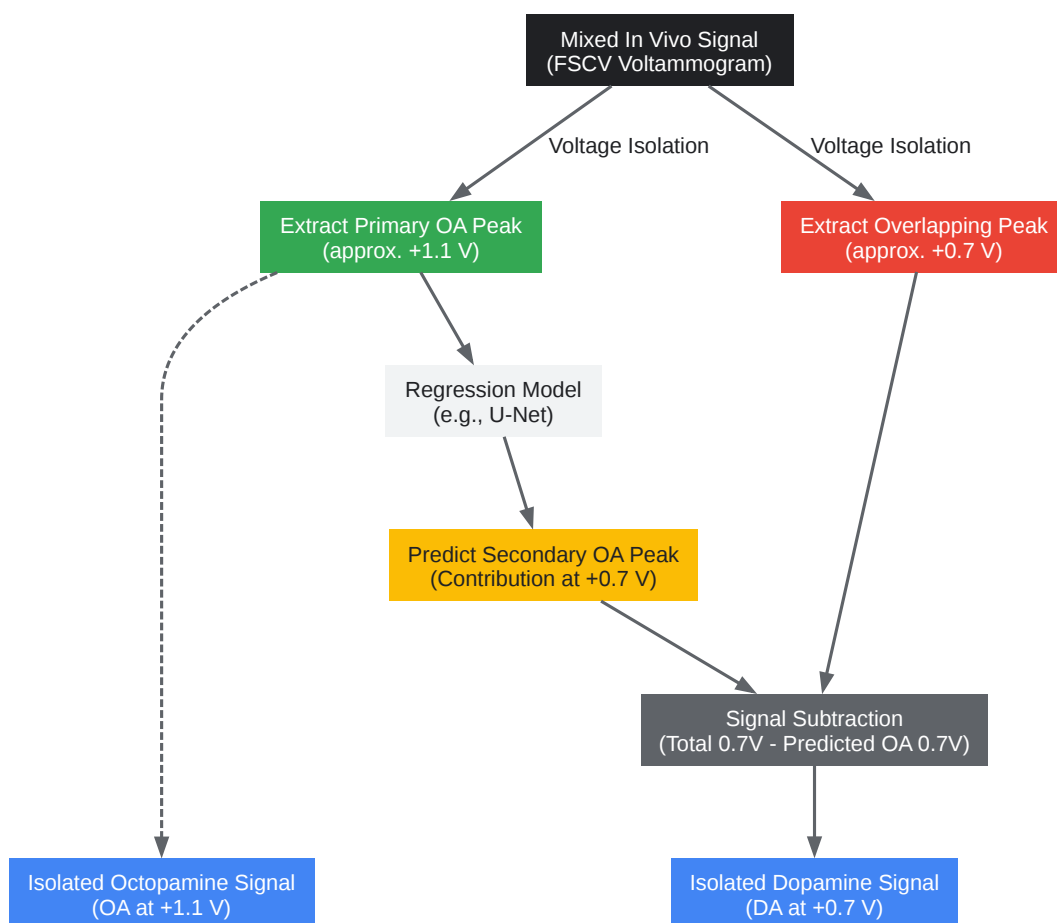 Mixed In Vivo Signal
(FSCV Voltammogram)
Voltage Isolation
Voltage Isolation
Extract Primary OA Peak
(approx. +1.1 V)
Extract Overlapping Peak
(approx. +0.7 V)
Regression Model
(e.g., U-Net)
Predict Secondary OA Peak
(Contribution at +0.7 V)
Signal Subtraction
(Total 0.7V - Predicted OA 0.7V)
Isolated Octopamine Signal
(OA at +1.1 V)
Isolated Dopamine Signal
(DA at +0.7 V)